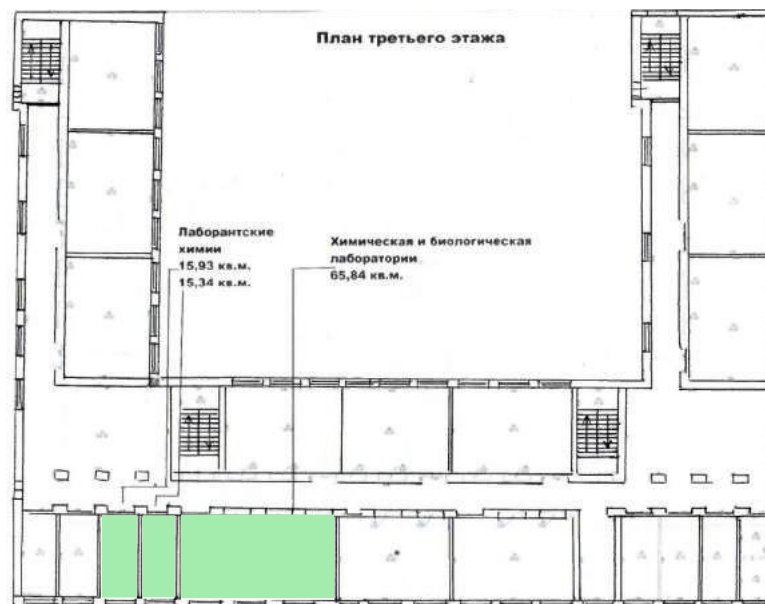 План третьего этажа
Лаборантские
химии
15,93 кв.м.
15,34 кв.м.
Химическая и биологическая
лаборатории
65,84 кв.м.